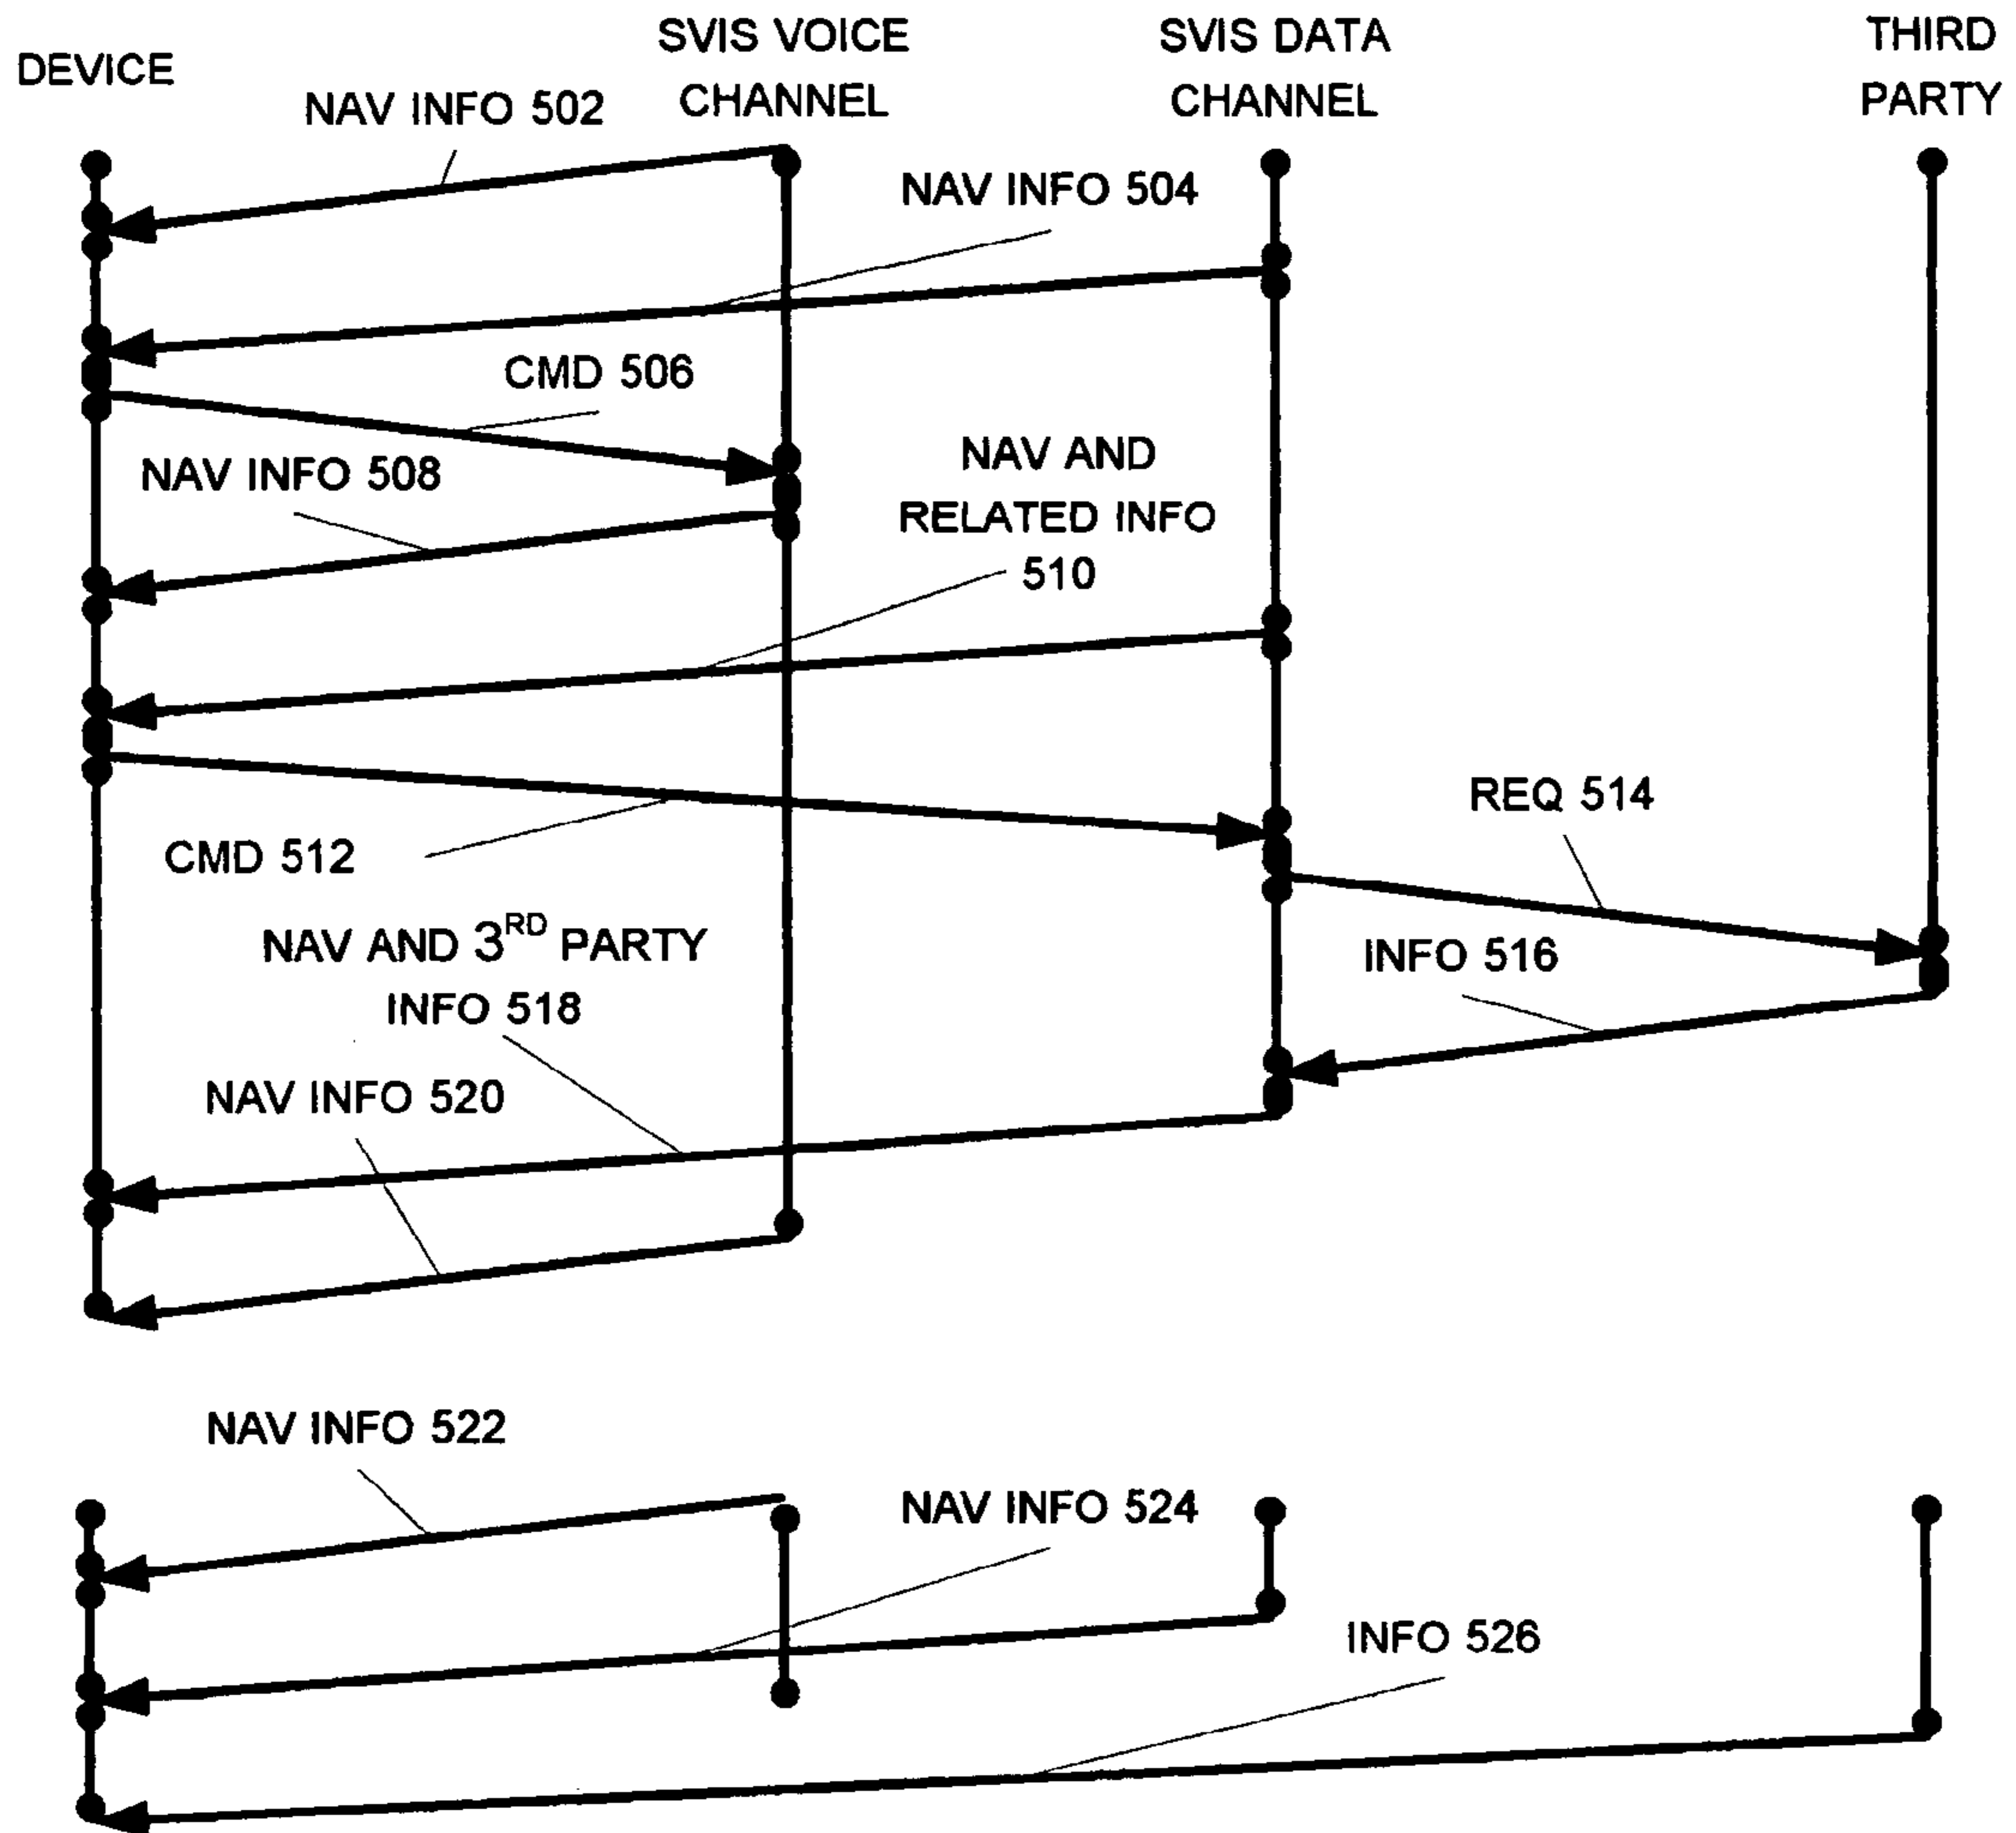 DEVICE
SVIS VOICE
CHANNEL
SVIS DATA
CHANNEL
THIRD
PARTY
NAV INFO 502
NAV INFO 504
CMD 506
NAV INFO 508
NAV AND
RELATED INFO
510
CMD 512
REQ 514
INFO 516
NAV AND 3RD PARTY
INFO 518
NAV INFO 520
NAV INFO 522
NAV INFO 524
INFO 526